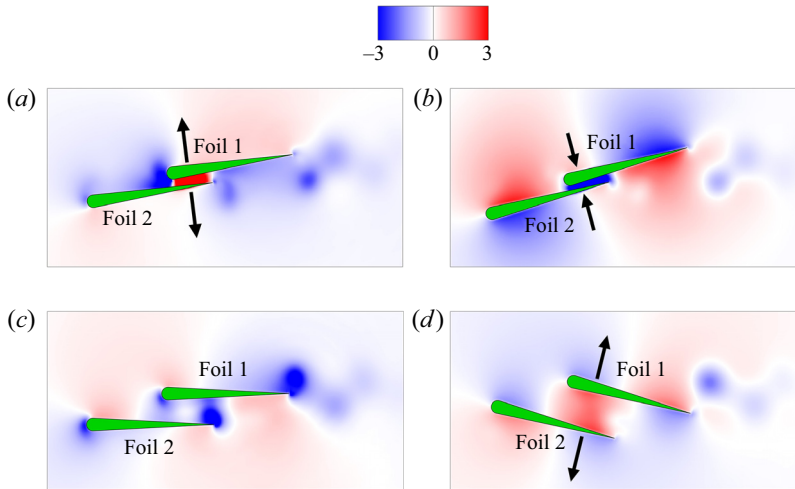 –3 0 3
(a) (b)
Foil 1 Foil 1
Foil 2 Foil 2
(c) (d)
Foil 1 Foil 1
Foil 2 Foil 2